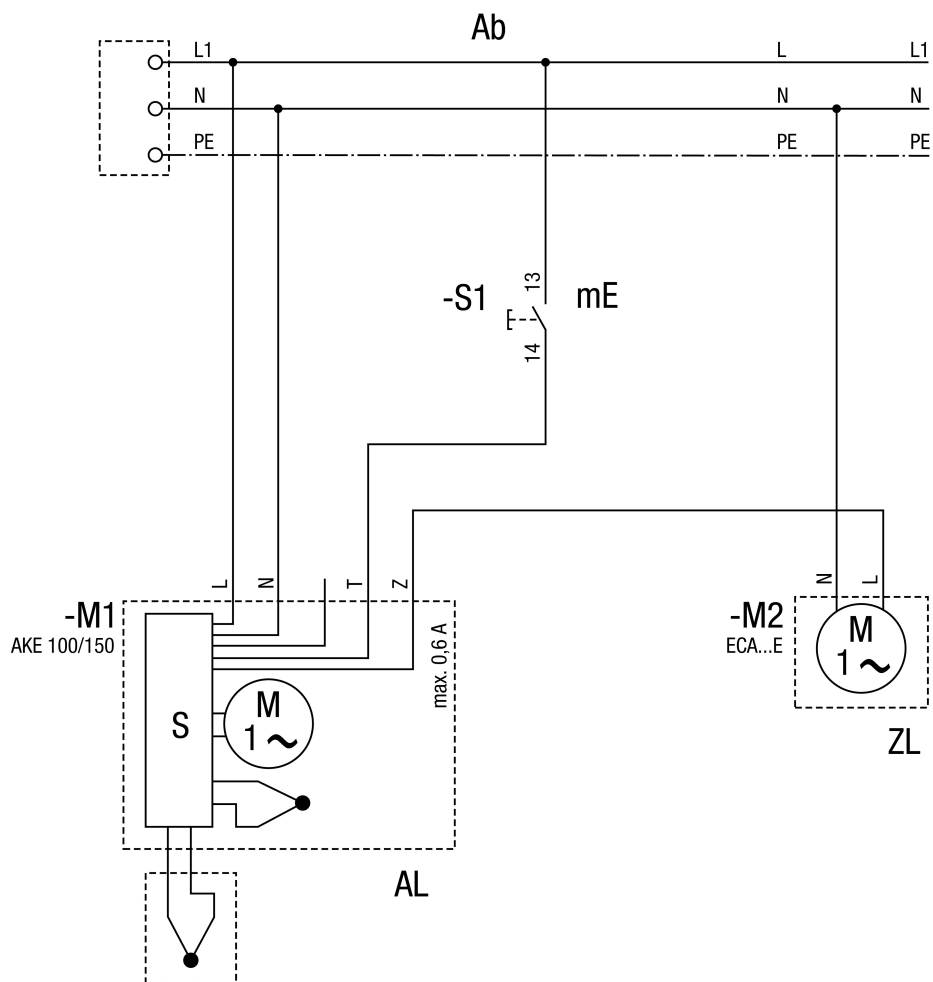 Ab
L1 L L1
N N N
PE PE PE
13
-S1 mE
14
L N T Z
N L
-M1
AKE 100/150
max. 0,6 A
-M2
ECA...E
M
1 ~
ZL
S
M
1 ~
AL